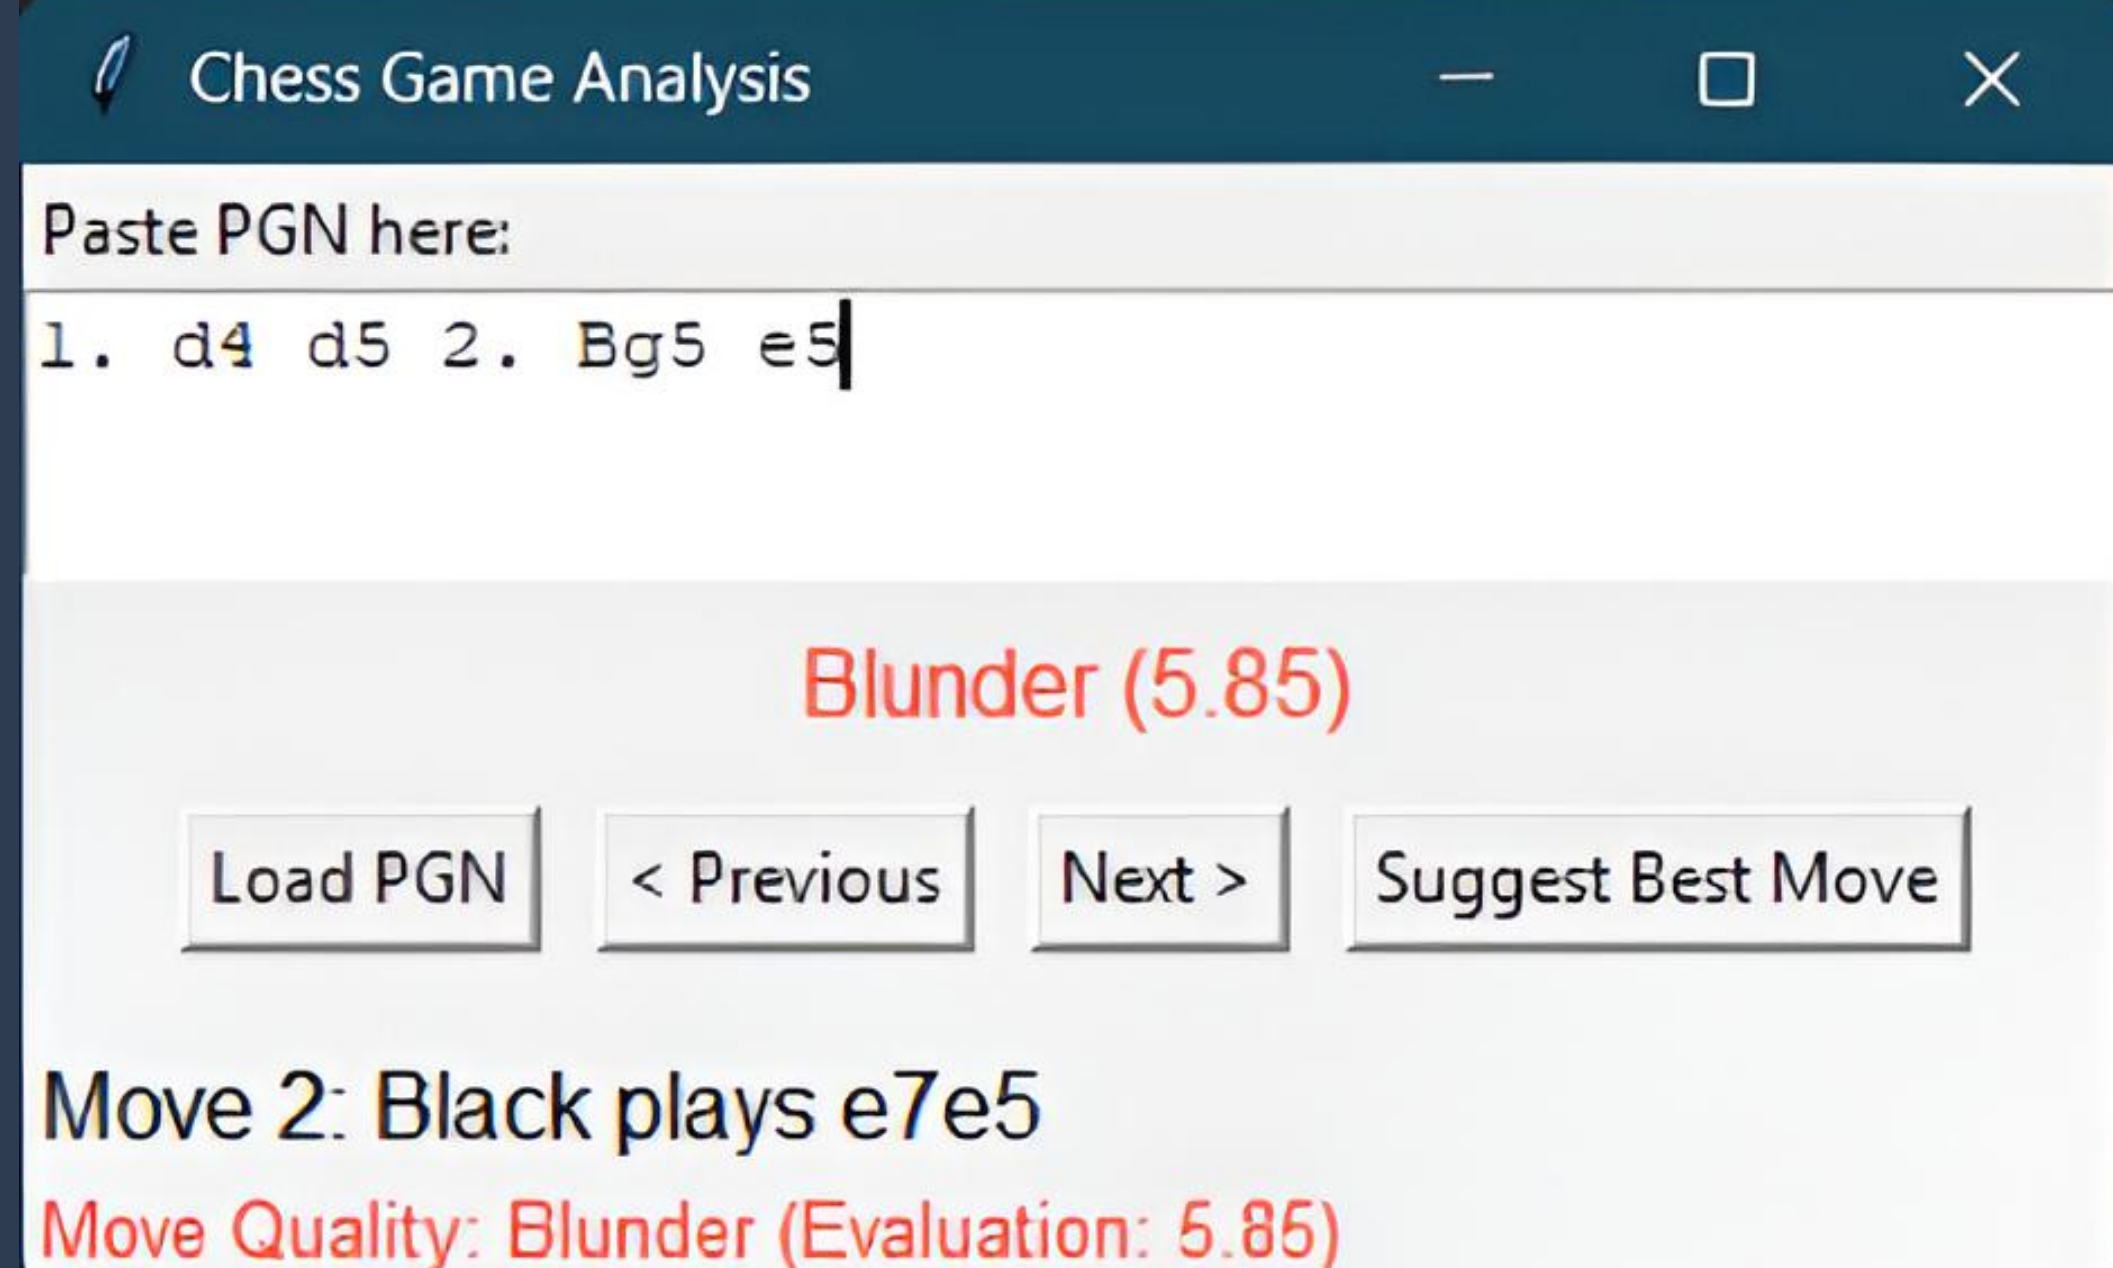 Chess Game Analysis
Paste PGN here:
1. d4 d5 2. Bg5 e5
Blunder (5.85)
Load PGN < Previous Next > Suggest Best Move
Move 2: Black plays e7e5
Move Quality: Blunder (Evaluation: 5.85)